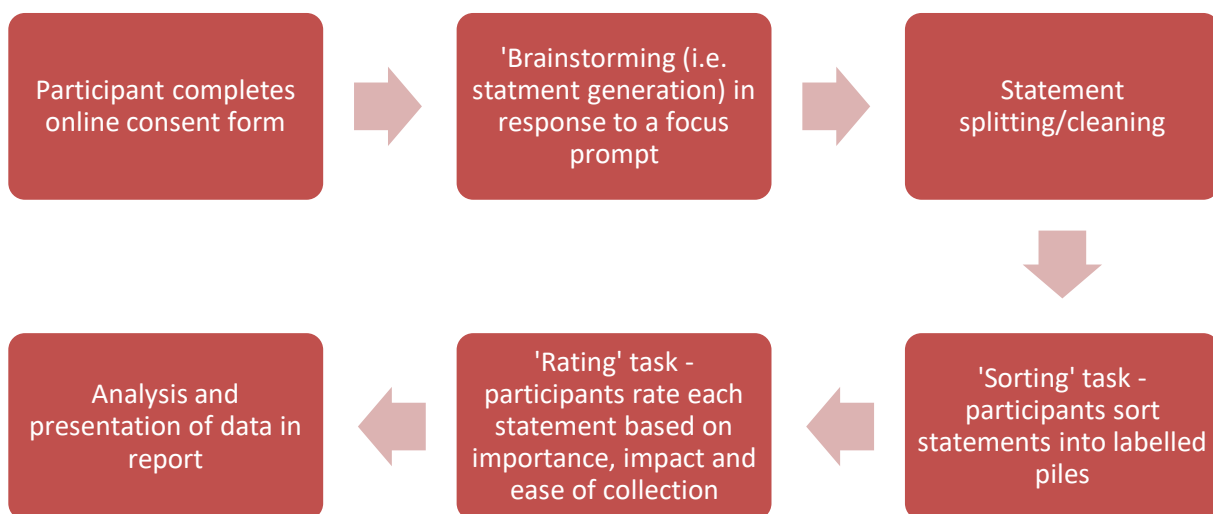 Participant completes
online consent form
'Brainstorming (i.e.
statment generation) in
response to a focus
prompt
Statement
splitting/cleaning
'Sorting' task -
participants sort
statements into labelled
piles
'Rating' task -
participants rate each
statement based on
importance, impact and
ease of collection
Analysis and
presentation of data in
report